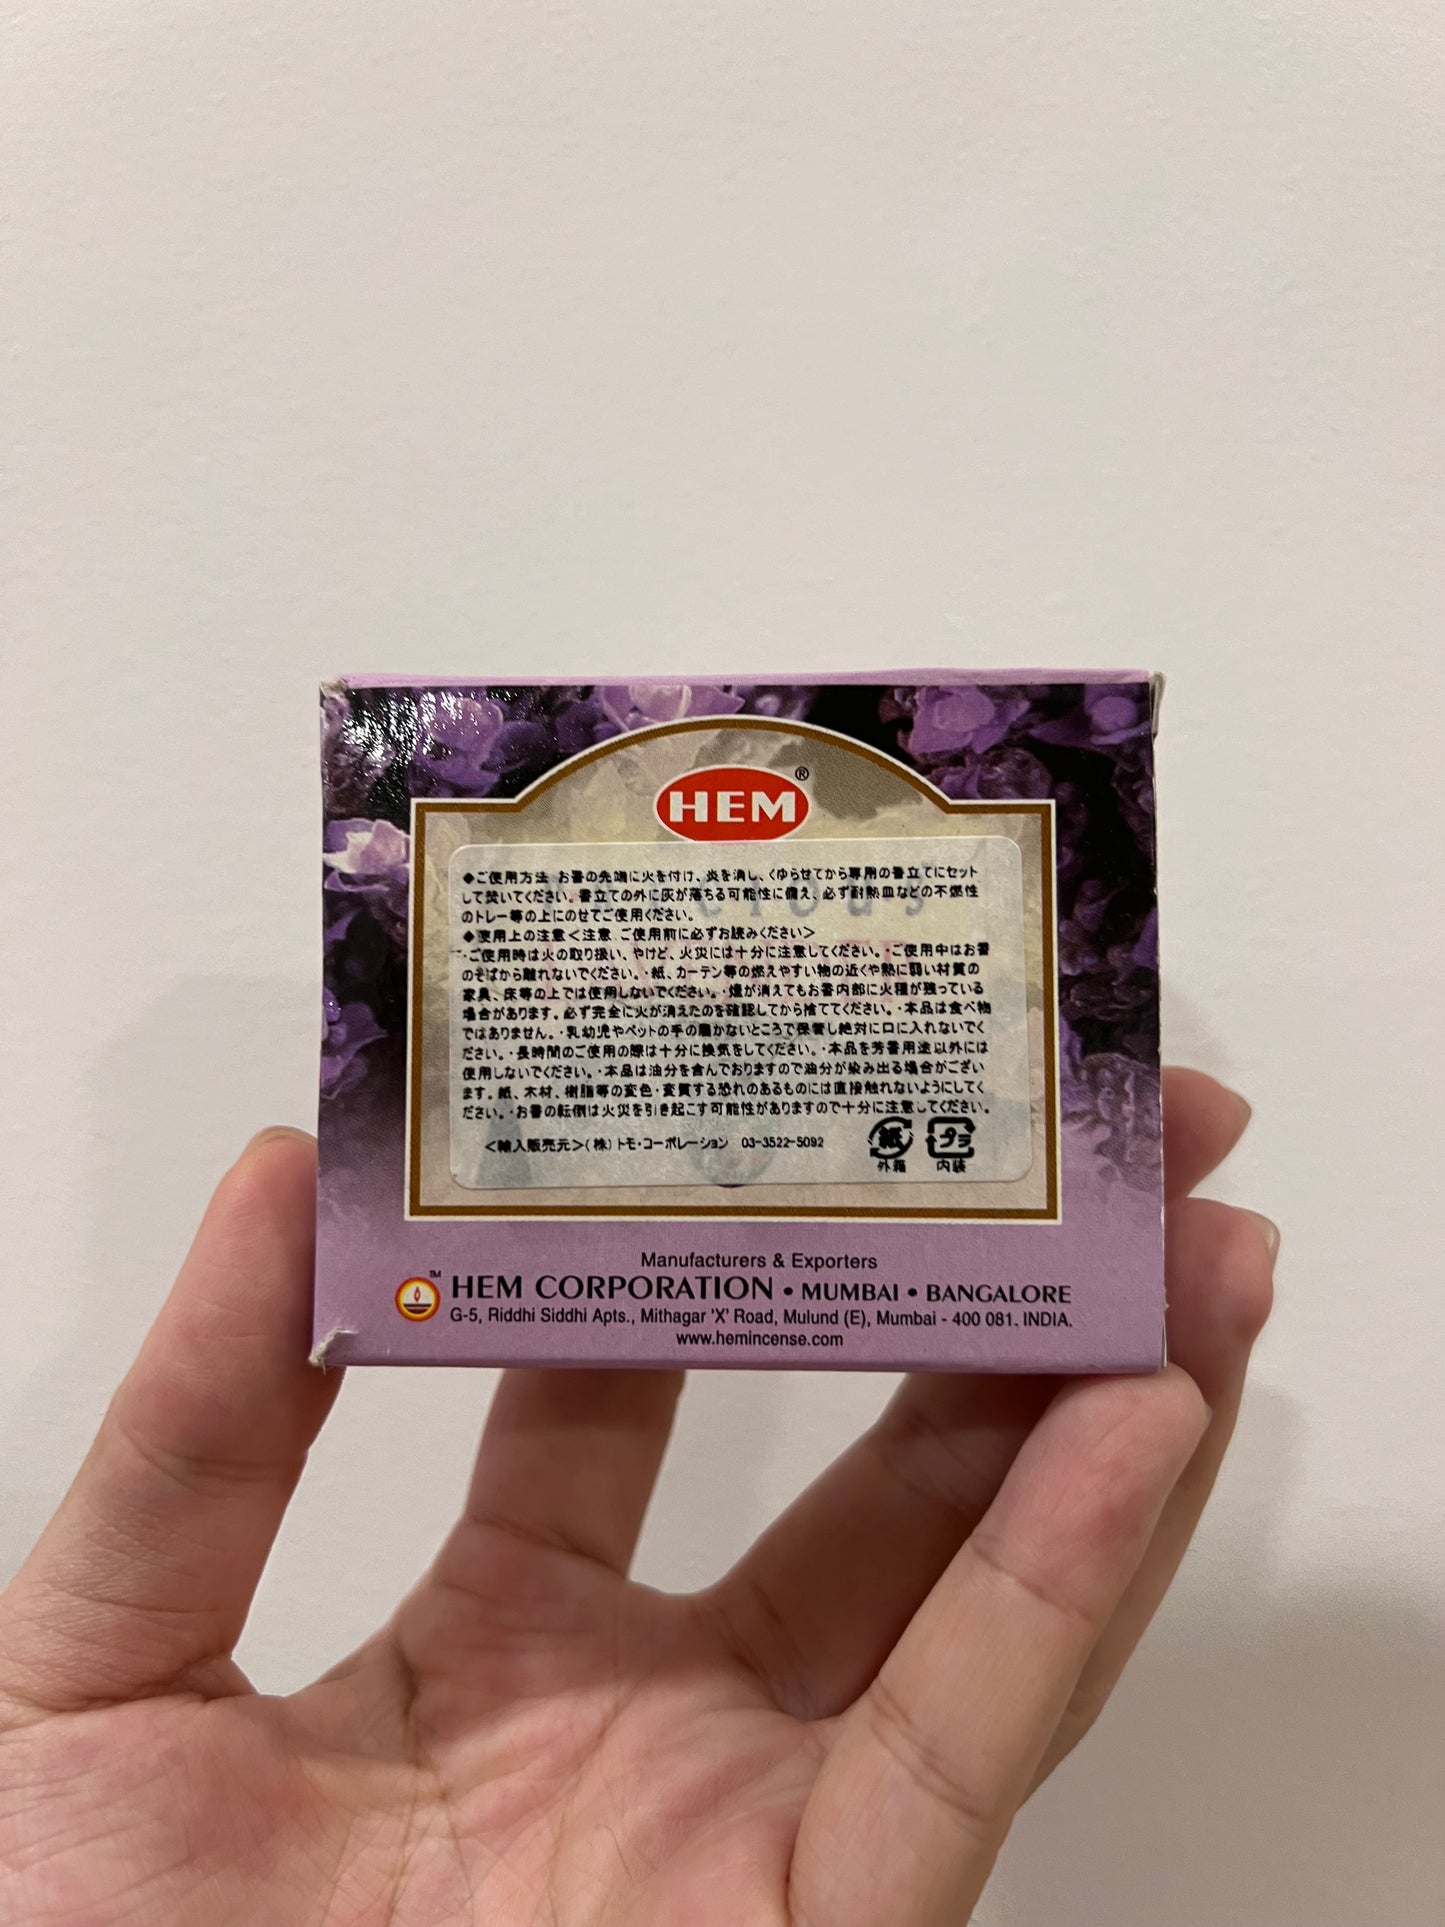 HEM®
◆ご使用方法 お香の先端に火を付け、炎を消し、くゆらせてから専用の香立てにセット
して焚いてください。香立ての外に灰が落ちる可能性に備え、必ず耐熱皿などの不燃性
のトレー等の上にのせてご使用ください。
◆使用上の注意＜注意 ご使用前に必ずお読みください＞
・ご使用時は火の取り扱い、やけど、火災には十分に注意してください。・ご使用中はお香
のそばから離れないでください。・紙、カーテン等の燃えやすい物の近くや熱に弱い材質の
家具、床等の上では使用しないでください。・煙が消えてもお香内部に火種が残っている
場合があります。必ず完全に火が消えたのを確認してから捨ててください。・本品は食べ物
ではありません。・乳幼児やペットの手の届かないところで保管し絶対に口に入れないでく
ださい。・長時間のご使用の際は十分に換気をしてください。・本品を芳香用途以外には
使用しないでください。・本品は油分を含んでおりますので油分が染み出る場合がござい
ます。紙、木材、樹脂等の変色・変質する恐れのあるものには直接触れないようにしてく
ださい。・お香の転倒は火災を引き起こす可能性がありますので十分に注意してください。
＜輸入販売元＞（株）トモ・コーポレーション 03-3522-5092
紙 プラ
外箱 内装
Manufacturers & Exporters
™ HEM CORPORATION • MUMBAI • BANGALORE
G-5, Riddhi Siddhi Apts., Mithagar 'X' Road, Mulund (E), Mumbai - 400 081. INDIA.
www.hemincense.com